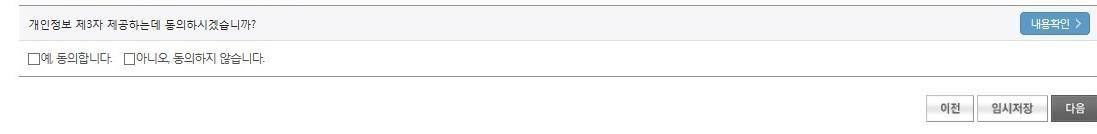 개인정보 제3자 제공하는데 동의하시겠습니까?
내용확인 >
예, 동의합니다. 아니오, 동의하지 않습니다.
이전 임시저장 다음